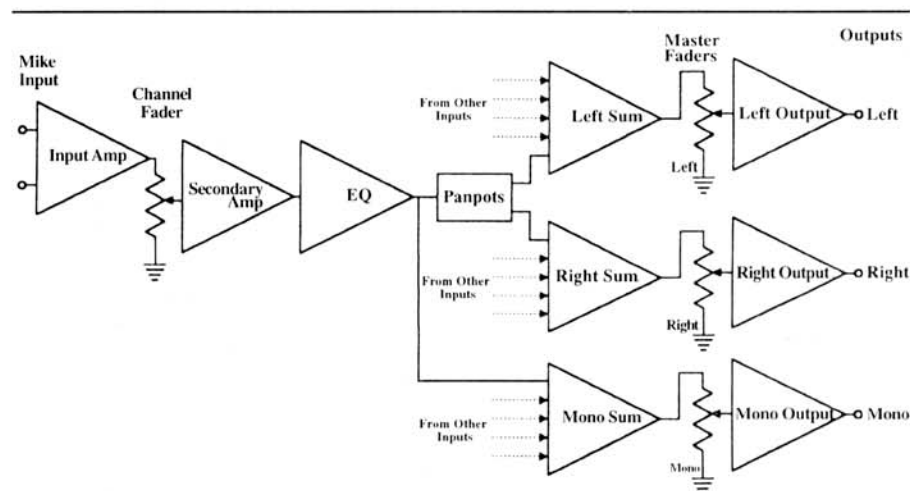 Mike
Input
Channel
Fader
Input Amp
Secondary
Amp
EQ
Panpots
From Other
Inputs
Left Sum
Master
Faders
Left
Left Output
Outputs
Left
From Other
Inputs
Right Sum
Right
Right Output
Right
From Other
Inputs
Mono Sum
Mono
Mono Output
Mono